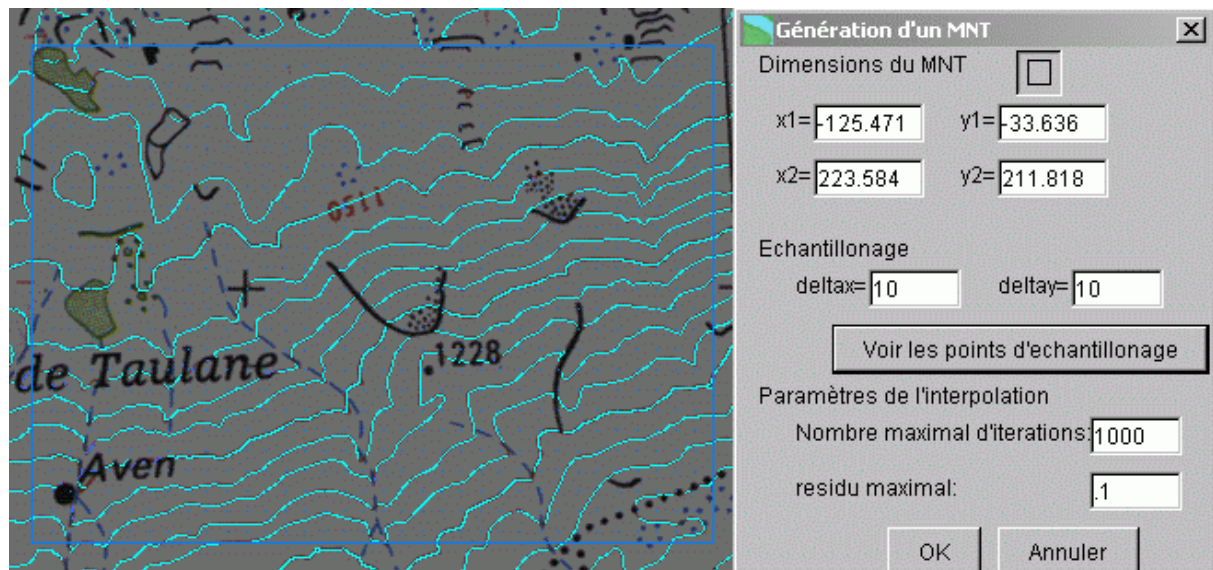 1150
1228
de Taulane
Aven
Génération d'un MNT
Dimensions du MNT
x1= -125.471 y1= -33.636
x2= 223.584 y2= 211.818
Echantillonage
deltax= 10 deltay= 10
Voir les points d'echantillonage
Paramètres de l'interpolation
Nombre maximal d'iterations: 1000
residu maximal: .1
OK Annuler